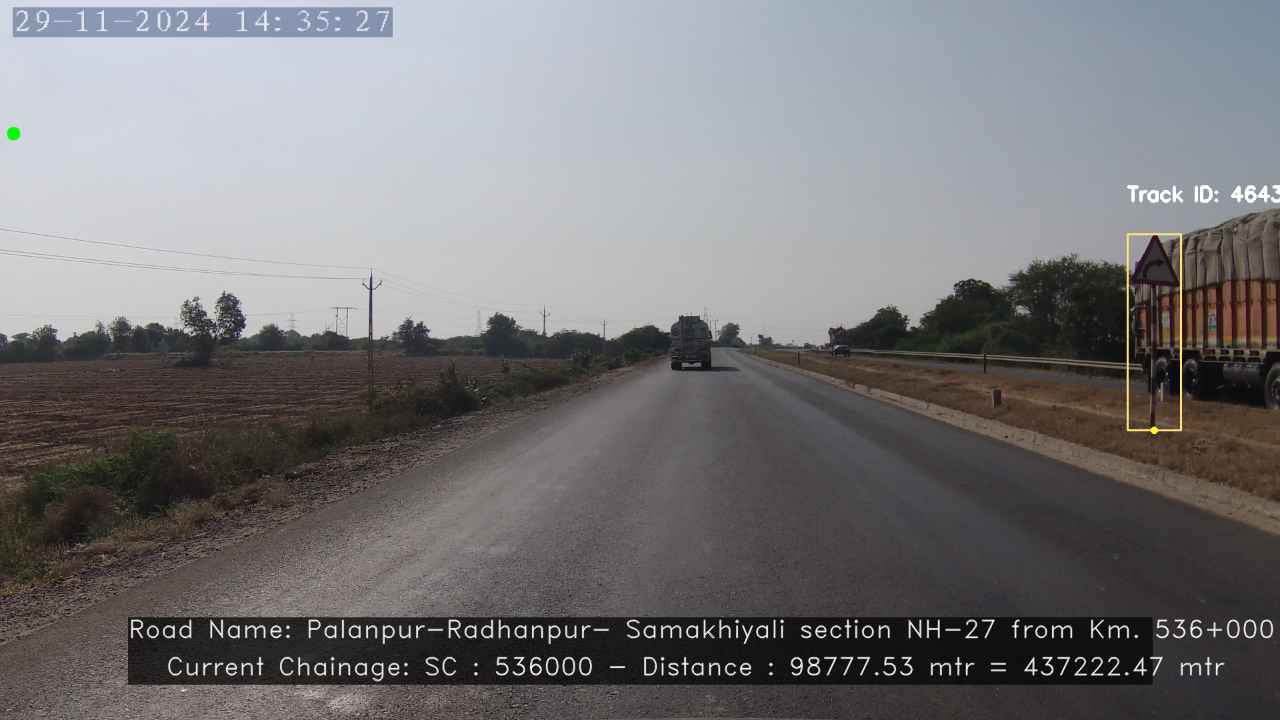 29-11-2024 14:35:27
Track ID: 4643
Road Name: Palanpur-Radhanpur- Samakhiyali section NH-27 from Km. 536+000
Current Chainage: SC : 536000 - Distance : 98777.53 mtr = 437222.47 mtr